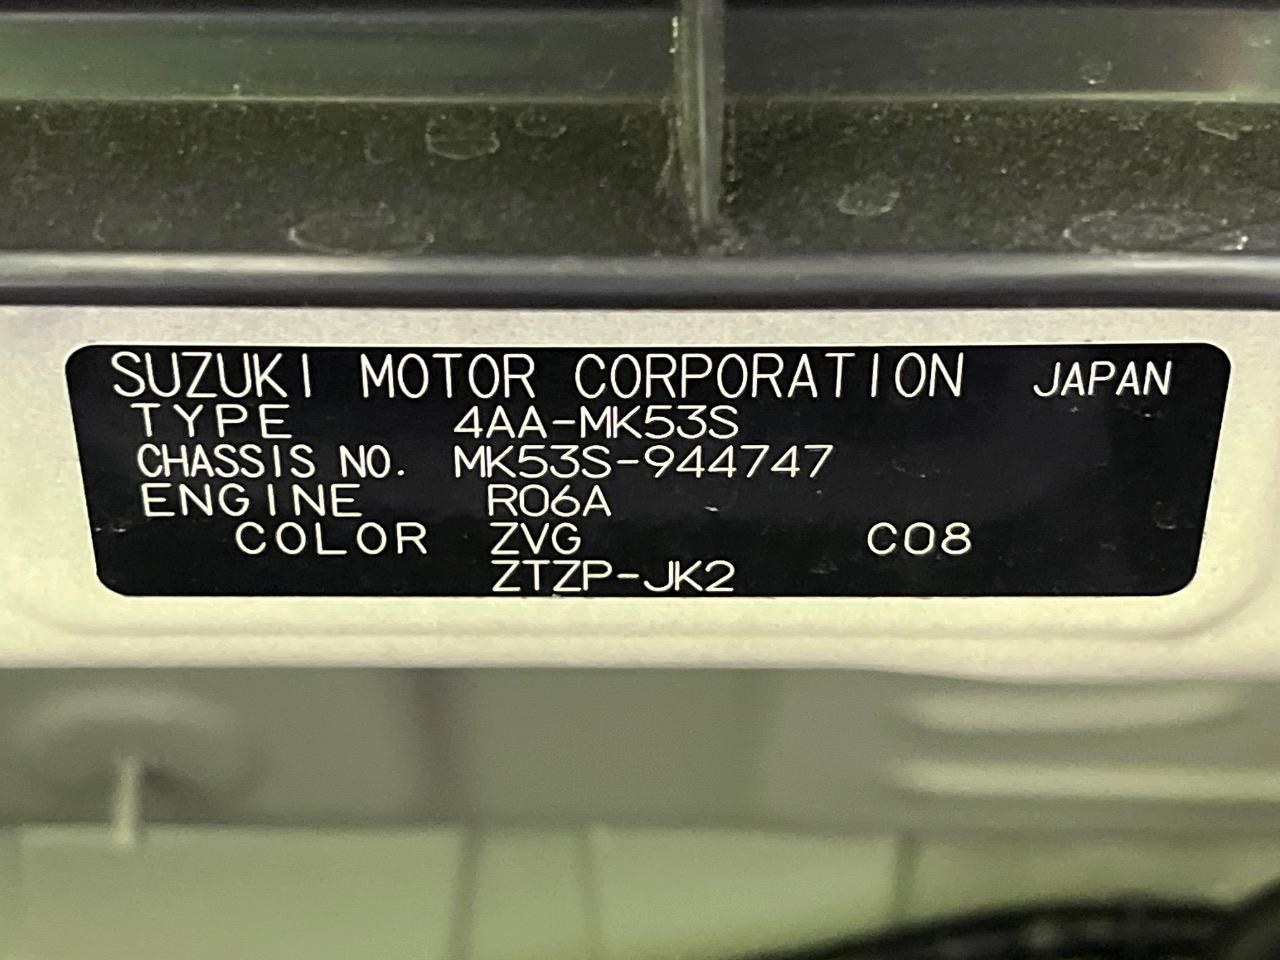 SUZUKI MOTOR CORPORATION JAPAN
TYPE 4AA-MK53S
CHASSIS NO. MK53S-944747
ENGINE R06A
COLOR ZVG C08
ZTZP-JK2